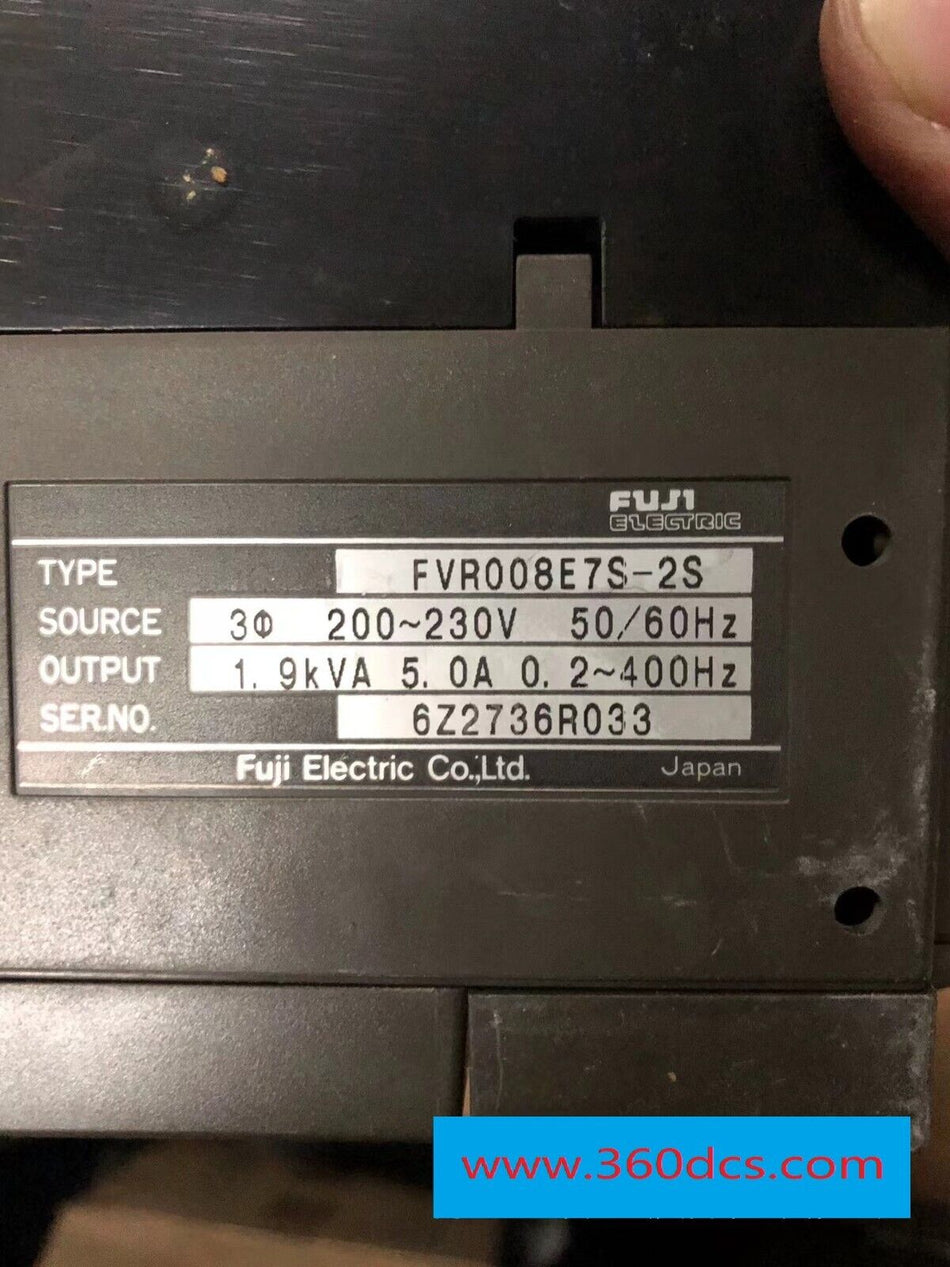 FUJI
ELECTRIC
TYPE FVR008E7S-2S
SOURCE 3Φ 200~230V 50/60Hz
OUTPUT 1.9kVA 5.0A 0.2~400Hz
SER.NO. 6Z2736R033
Fuji Electric Co.,Ltd. Japan
www.360dcs.com